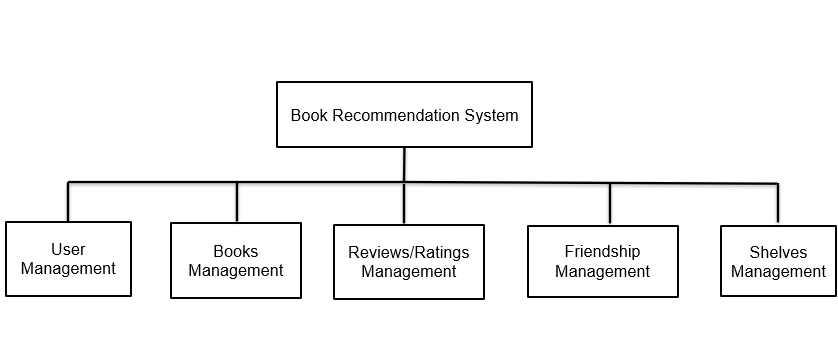 Book Recommendation System
User
Management
Books
Management
Reviews/Ratings
Management
Friendship
Management
Shelves
Management